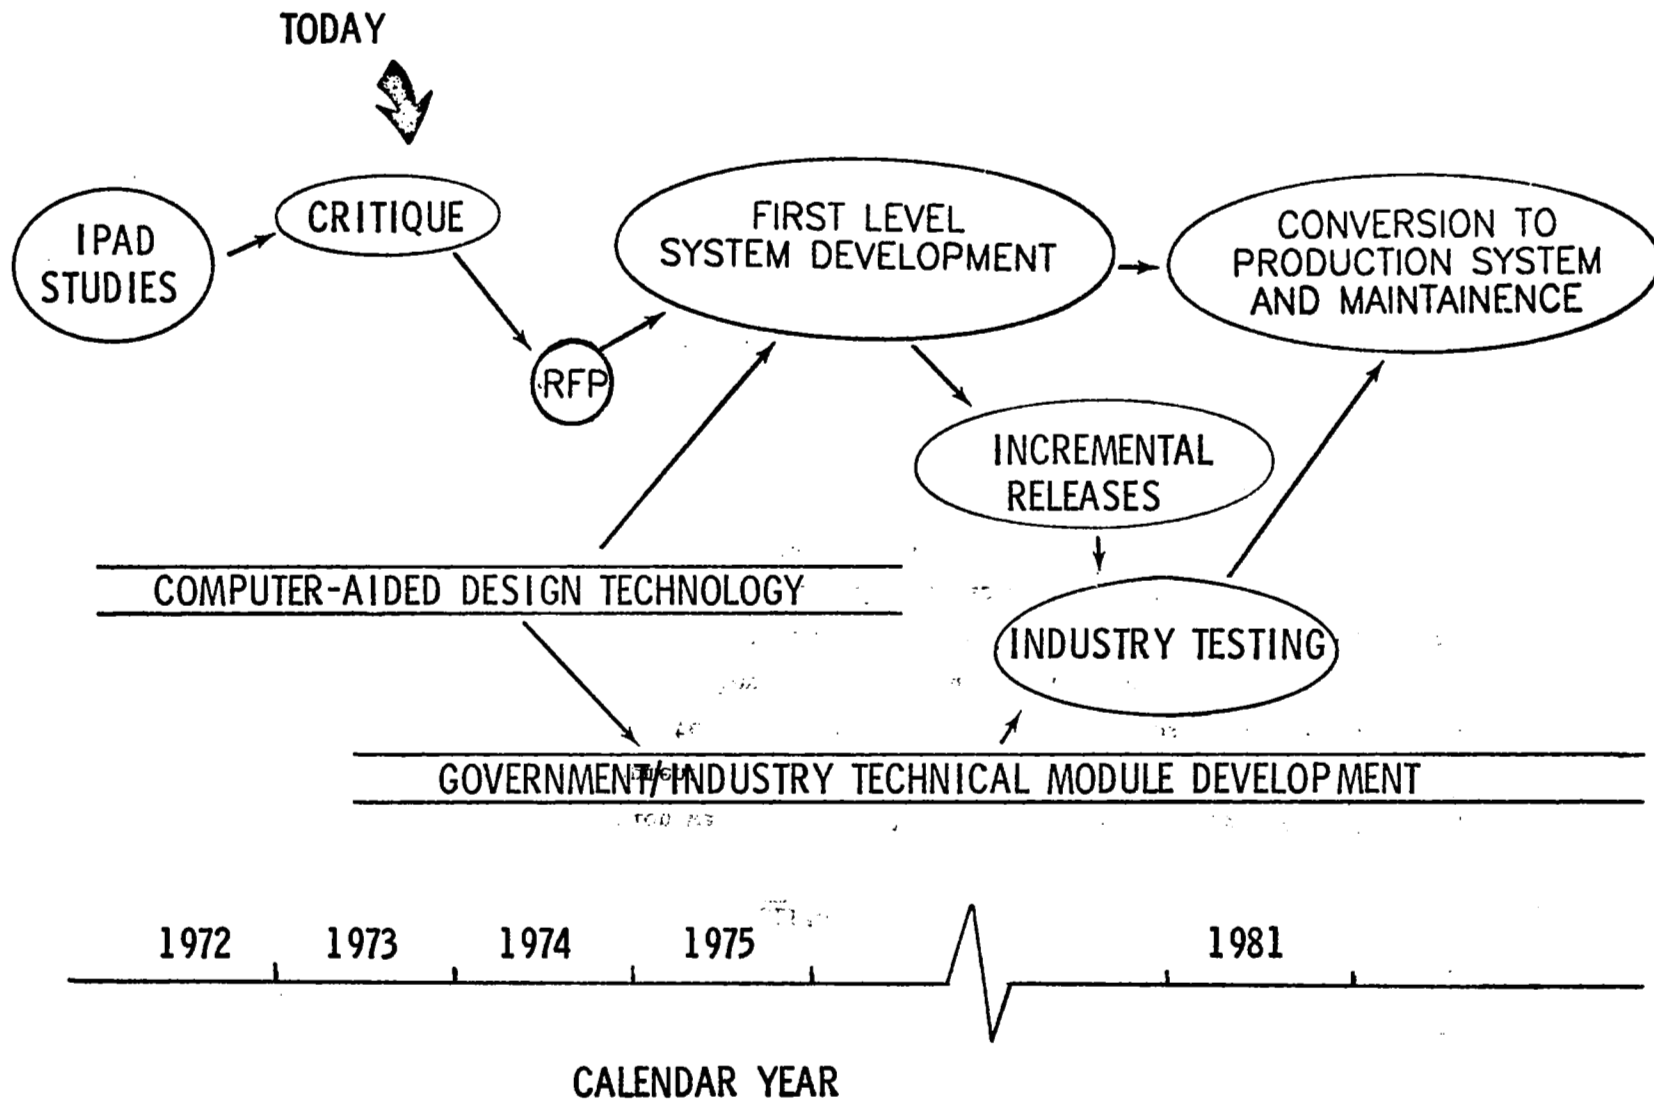 TODAY
IPAD
STUDIES
CRITIQUE
FIRST LEVEL
SYSTEM DEVELOPMENT
CONVERSION TO
PRODUCTION SYSTEM
AND MAINTAINENCE
RFP
INCREMENTAL
RELEASES
COMPUTER-AIDED DESIGN TECHNOLOGY
INDUSTRY TESTING
GOVERNMENT/INDUSTRY TECHNICAL MODULE DEVELOPMENT
1972 1973 1974 1975 1981
CALENDAR YEAR